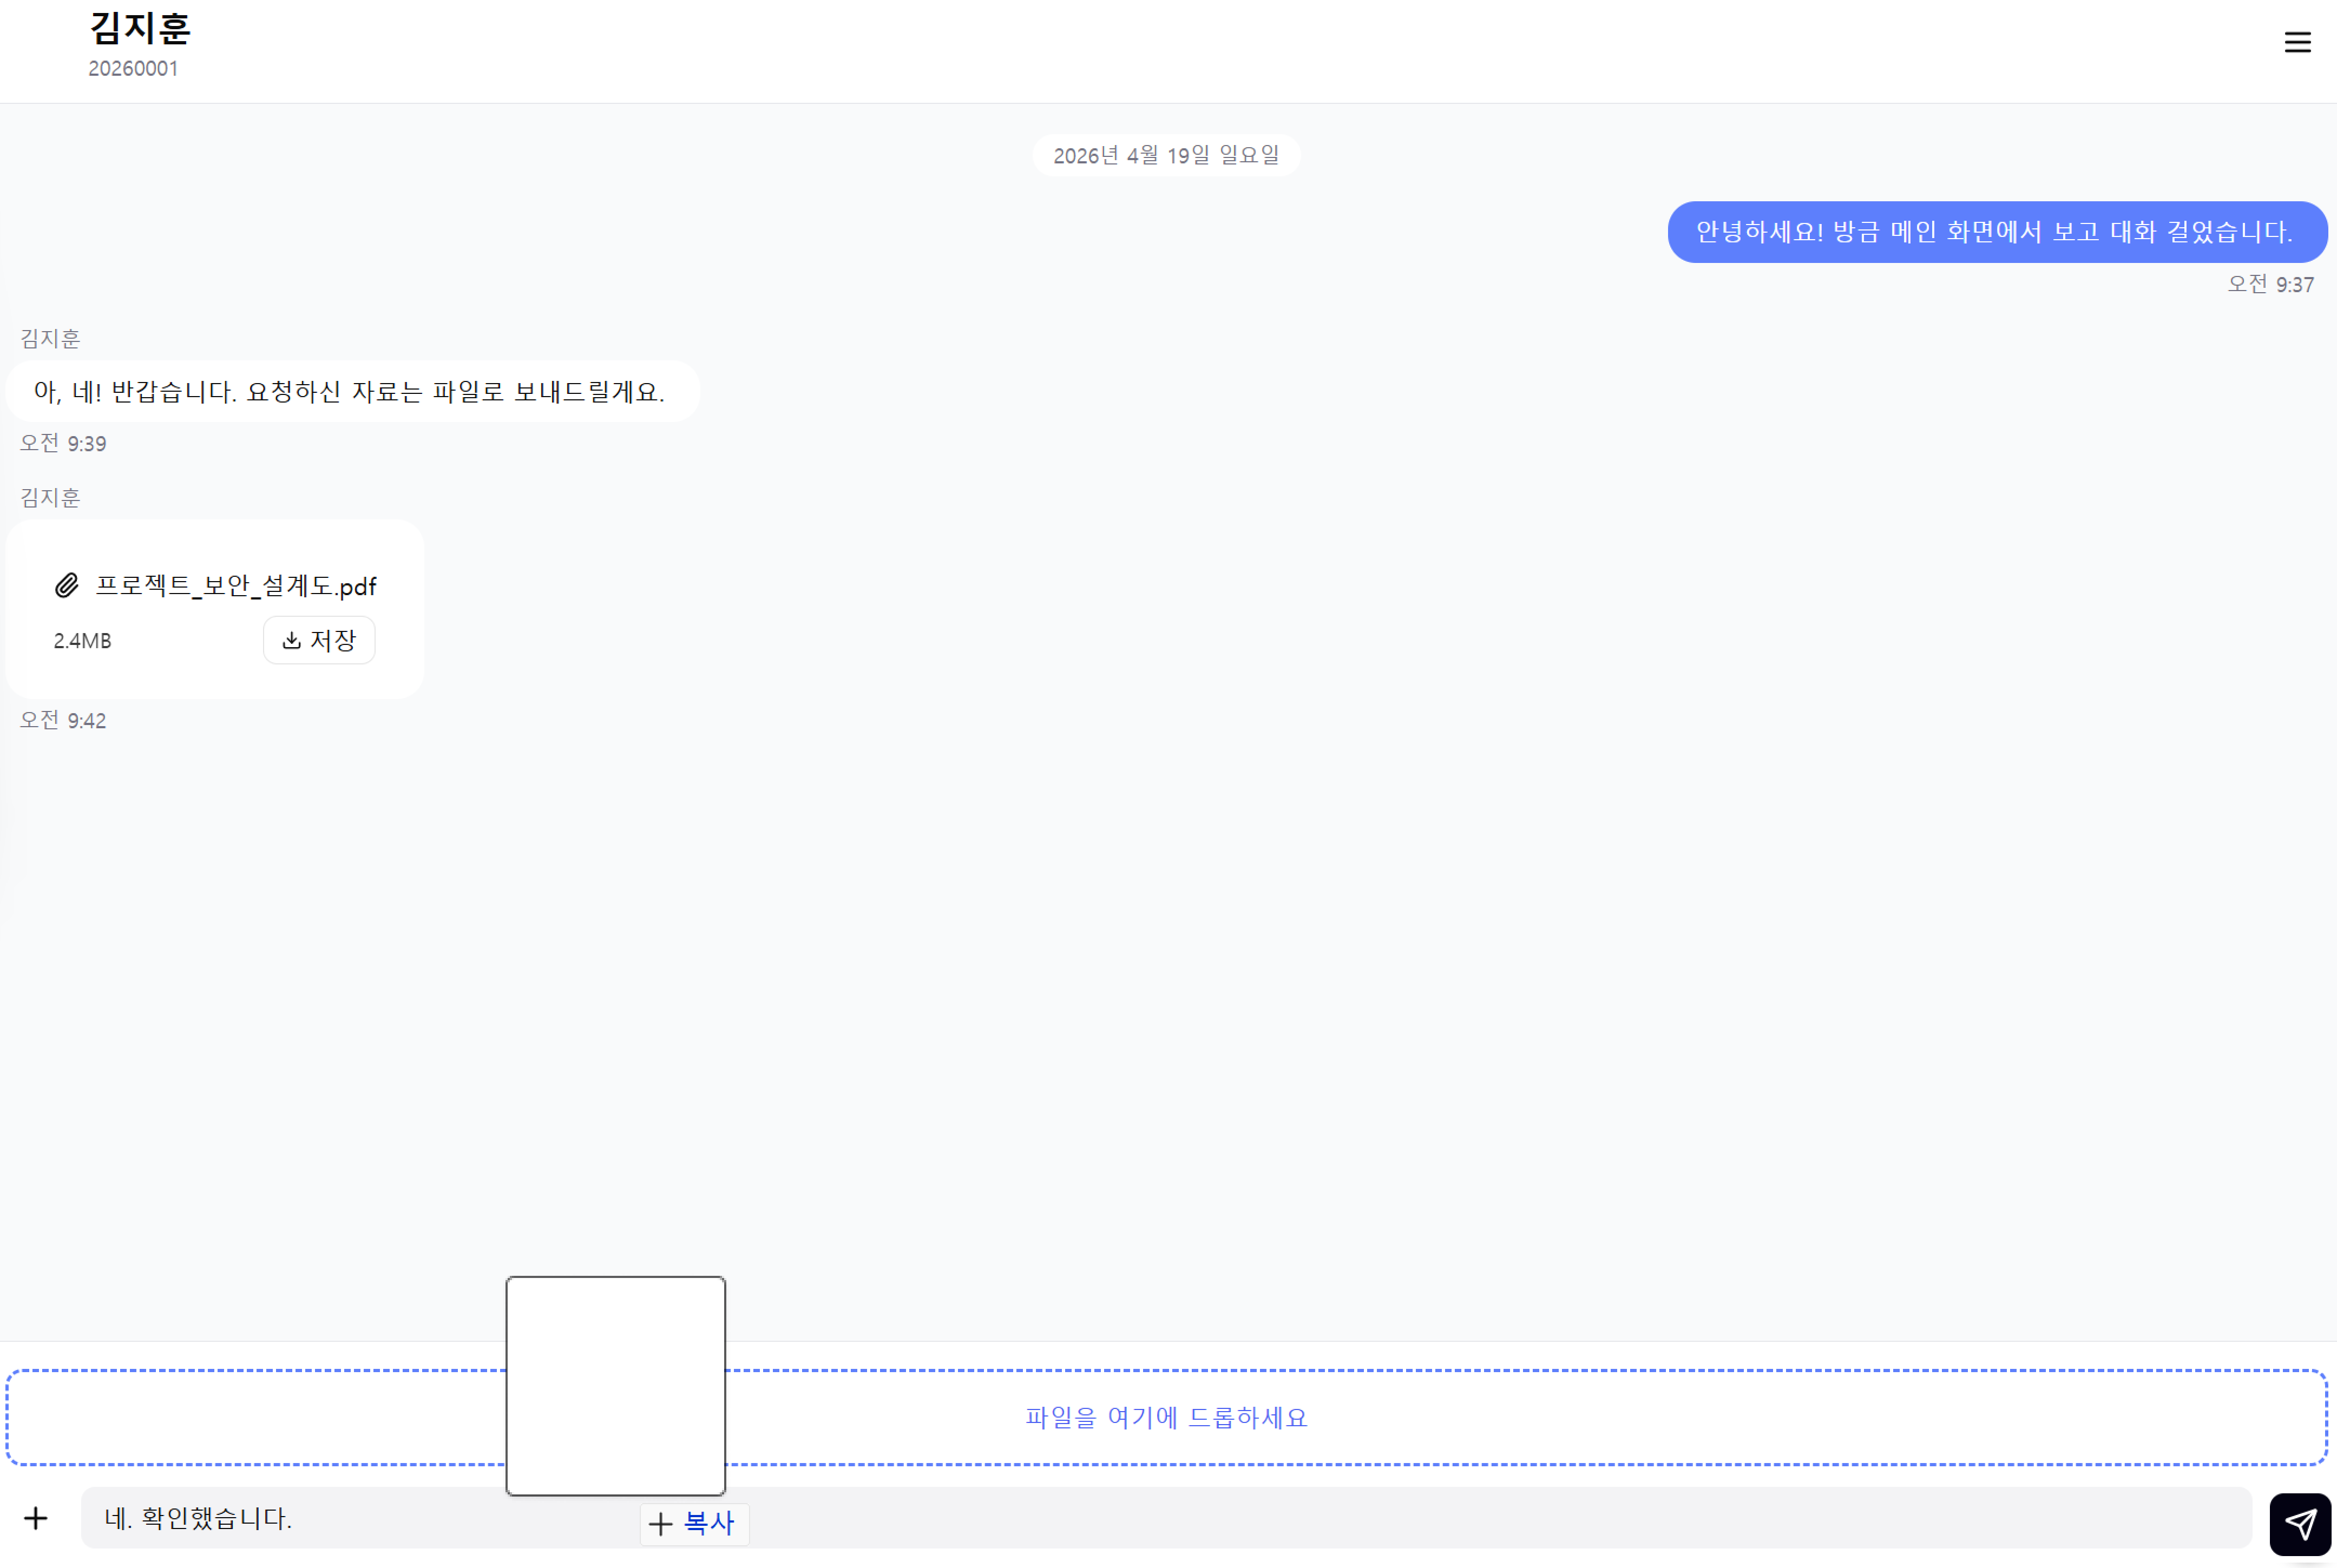 김지훈
20260001
2026년 4월 19일 일요일
안녕하세요! 방금 메인 화면에서 보고 대화 걸었습니다.
오전 9:37
김지훈
아, 네! 반갑습니다. 요청하신 자료는 파일로 보내드릴게요.
오전 9:39
김지훈
프로젝트_보안_설계도.pdf
2.4MB 저장
오전 9:42
파일을 여기에 드롭하세요
네. 확인했습니다.
복사